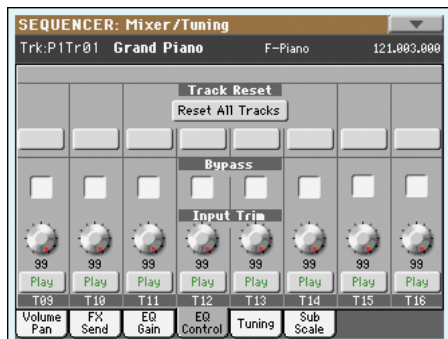 SEQUENCER: Mixer/Tuning
Trk:P1Tr01 Grand Piano F-Piano 121.003.000
Track Reset
Reset All Tracks
Bypass
Input Trim
99 99 99 99 99 99 99 99
Play Play Play Play Play Play Play Play
T09 T10 T11 T12 T13 T14 T15 T16
Volume Pan FX Send EQ Gain EQ Control Tuning Sub Scale